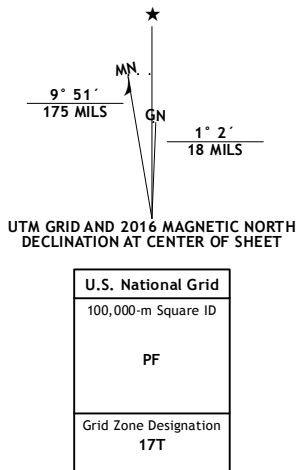 ★
MN
GN
9° 51´
175 MILS
1° 2´
18 MILS
UTM GRID AND 2016 MAGNETIC NORTH
DECLINATION AT CENTER OF SHEET
U.S. National Grid
100,000-m Square ID
PF
Grid Zone Designation
17T